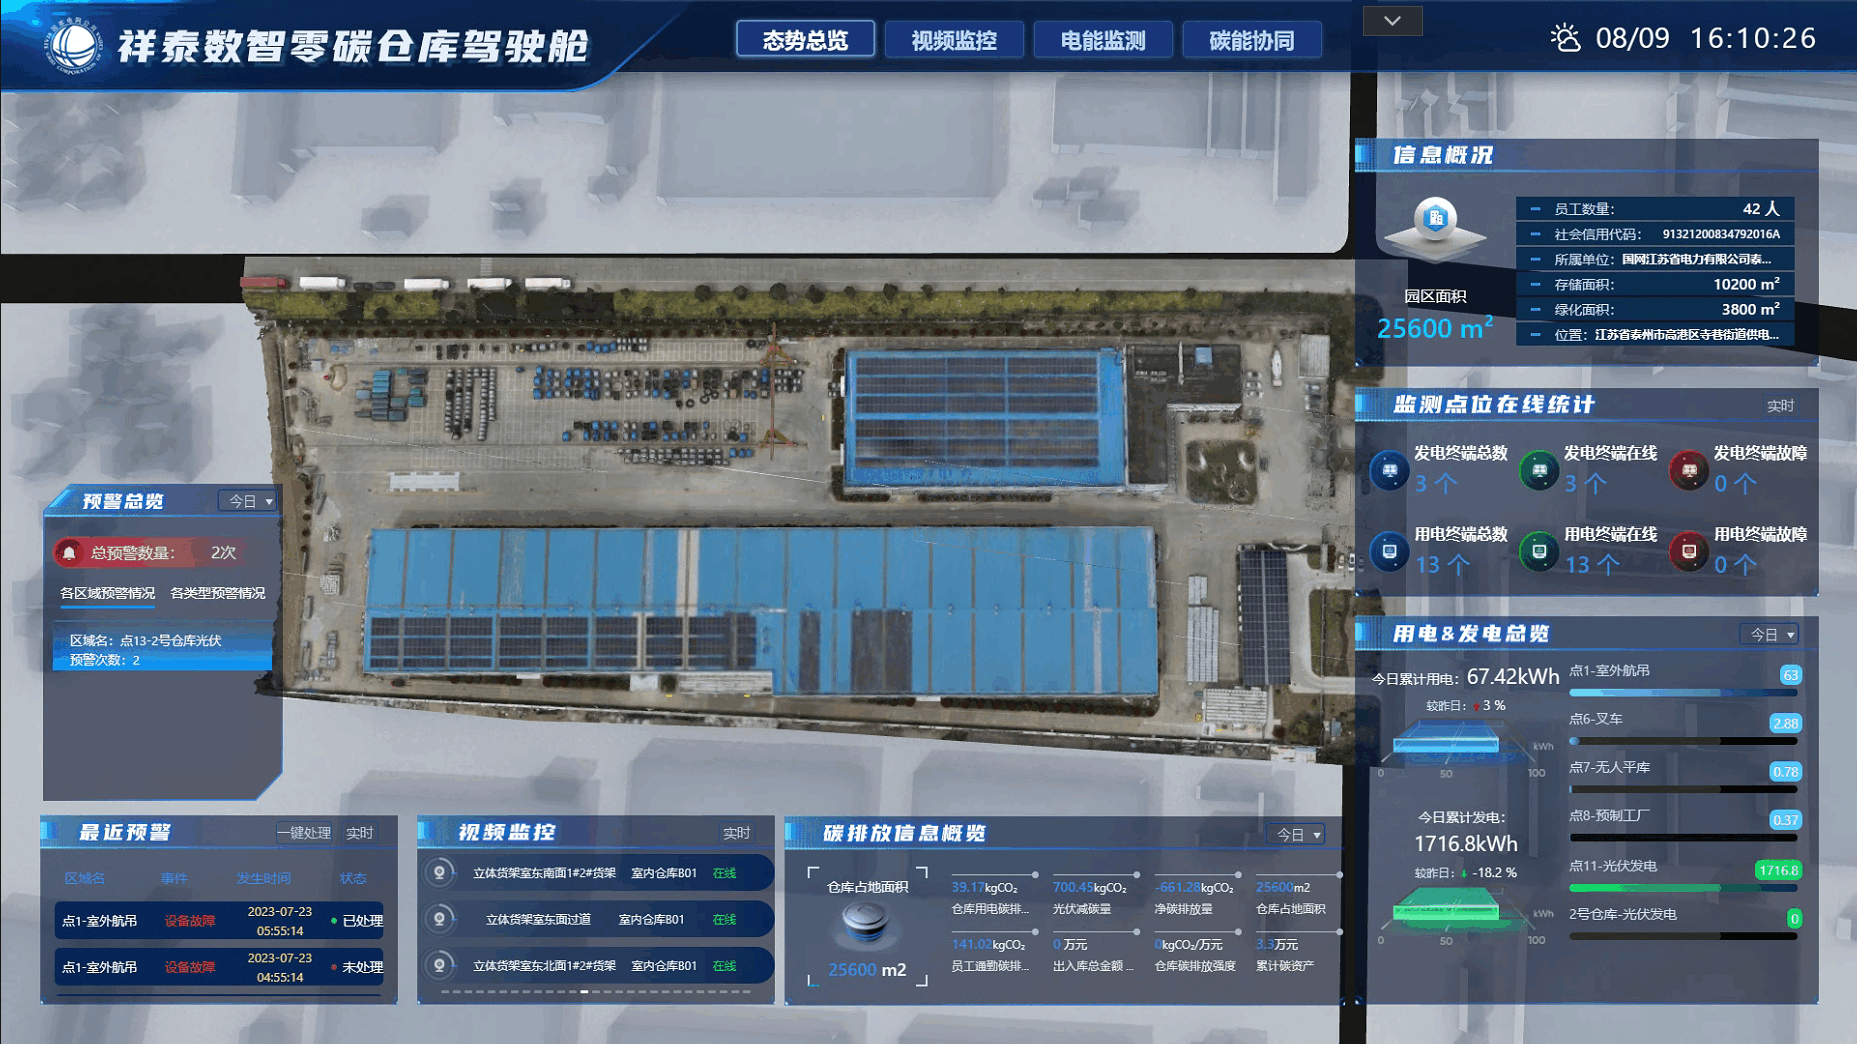 祥泰数智零碳仓库驾驶舱
态势总览
视频监控
电能监测
碳能协同
08/09 16:10:26
信息概况
园区面积
25600 m²
员工数量： 42 人
社会信用代码： 91321200834792016A
所属单位： 国网江苏省电力有限公司泰...
存储面积： 10200 m²
绿化面积： 3800 m²
位置： 江苏省泰州市高港区寺巷街道供电...
监测点位在线统计
实时
发电终端总数
3 个
发电终端在线
3 个
发电终端故障
0 个
用电终端总数
13 个
用电终端在线
13 个
用电终端故障
0 个
用电&发电总览
今日
今日累计用电： 67.42kWh
较昨日： 3 %
kWh
0 50 100
今日累计发电：
1716.8kWh
较昨日： -18.2 %
kWh
0 50 100
点1-室外航吊 63
点6-叉车 2.88
点7-无人平库 0.78
点8-预制工厂 0.37
点11-光伏发电 1716.8
2号仓库-光伏发电 0
预警总览
今日
总预警数量： 2次
各区域预警情况 各类型预警情况
区域名：点13-2号仓库光伏
预警次数：2
最近预警
一键处理 实时
区域名 事件 发生时间 状态
点1-室外航吊 设备故障 2023-07-23 05:55:14 已处理
点1-室外航吊 设备故障 2023-07-23 04:55:14 未处理
视频监控
实时
立体货架室东南面1#2#货架 室内仓库B01 在线
立体货架室东面过道 室内仓库B01 在线
立体货架室东北面1#2#货架 室内仓库B01 在线
碳排放信息概览
今日
仓库占地面积
25600 m2
39.17kgCO₂
仓库用电碳排...
700.45kgCO₂
光伏减碳量
-661.28kgCO₂
净碳排放量
25600m2
仓库占地面积
141.02kgCO₂
员工通勤碳排...
0 万元
出入库总金额 ...
0kgCO₂/万元
仓库碳排放强度
3.3万元
累计碳资产